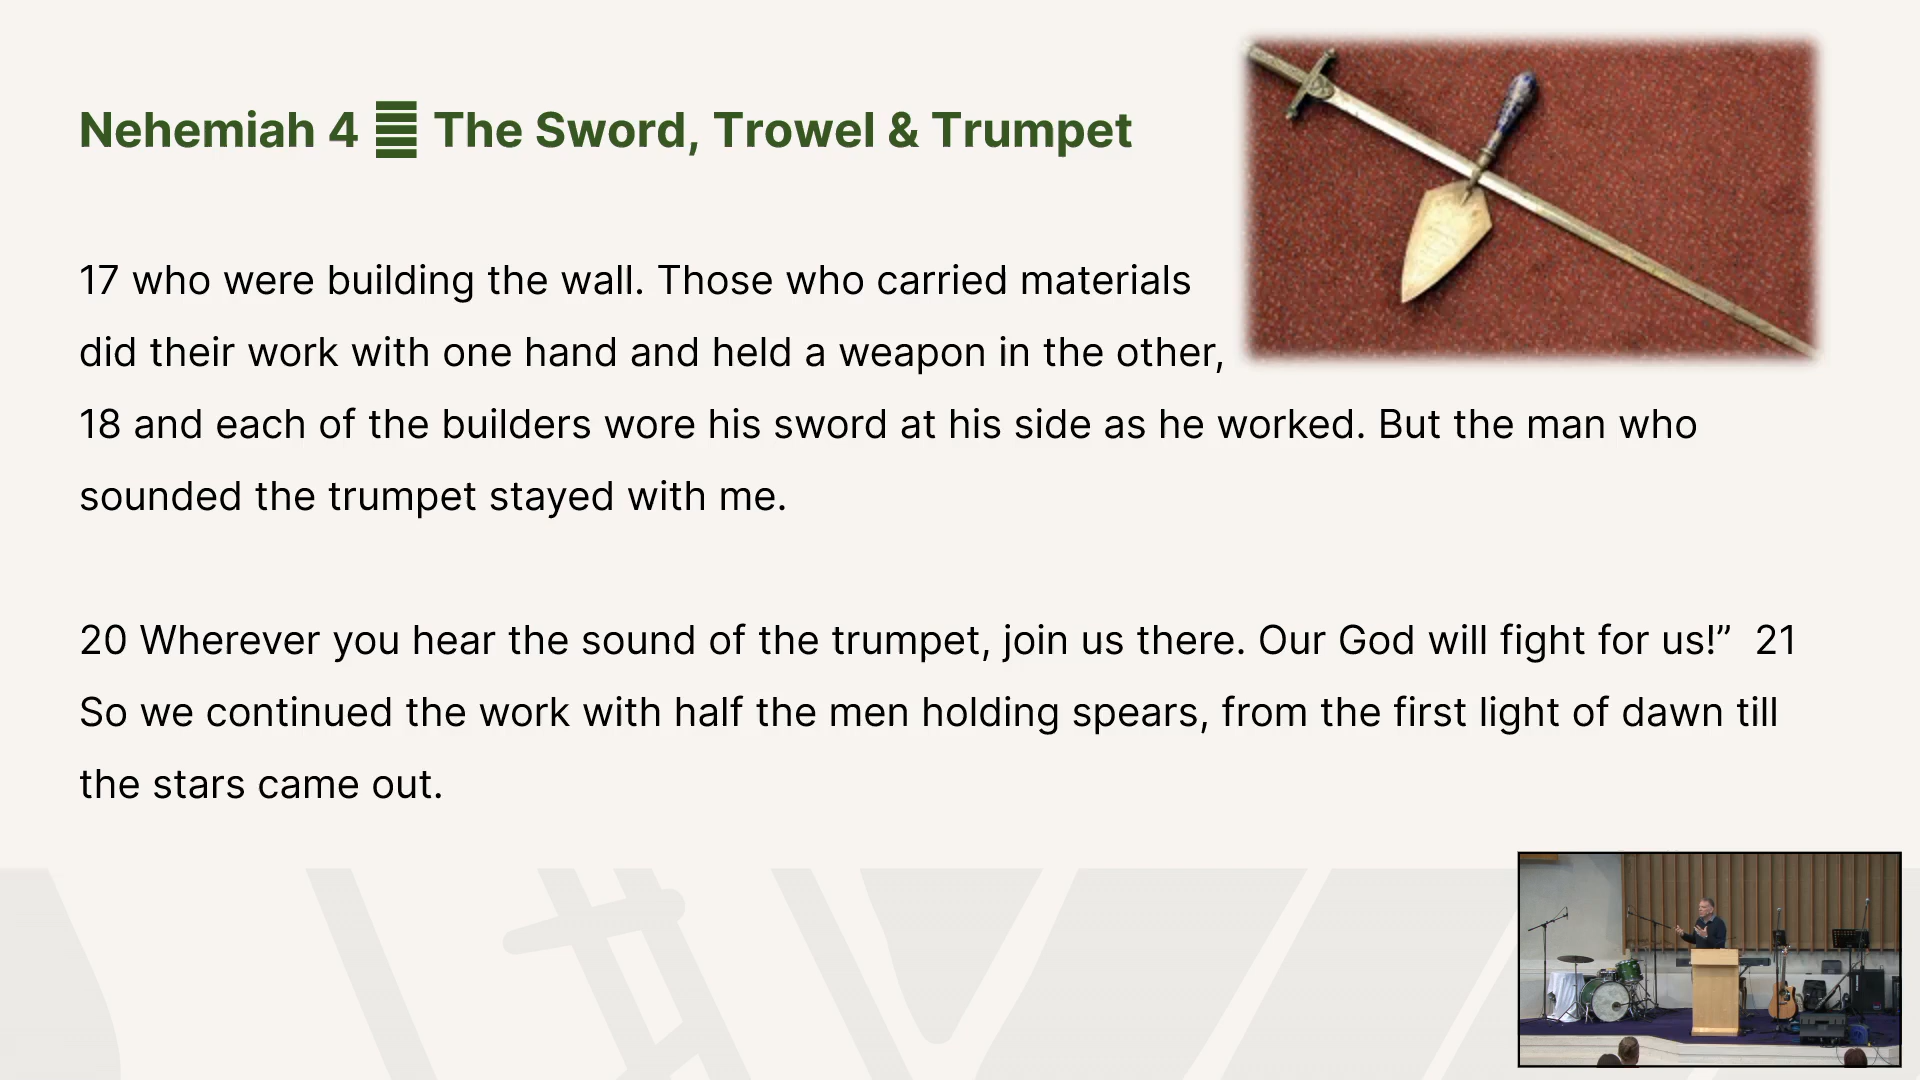 Nehemiah 4 ䷀ The Sword, Trowel & Trumpet
17 who were building the wall. Those who carried materials
did their work with one hand and held a weapon in the other,
18 and each of the builders wore his sword at his side as he worked. But the man who
sounded the trumpet stayed with me.
20 Wherever you hear the sound of the trumpet, join us there. Our God will fight for us!” 21
So we continued the work with half the men holding spears, from the first light of dawn till
the stars came out.